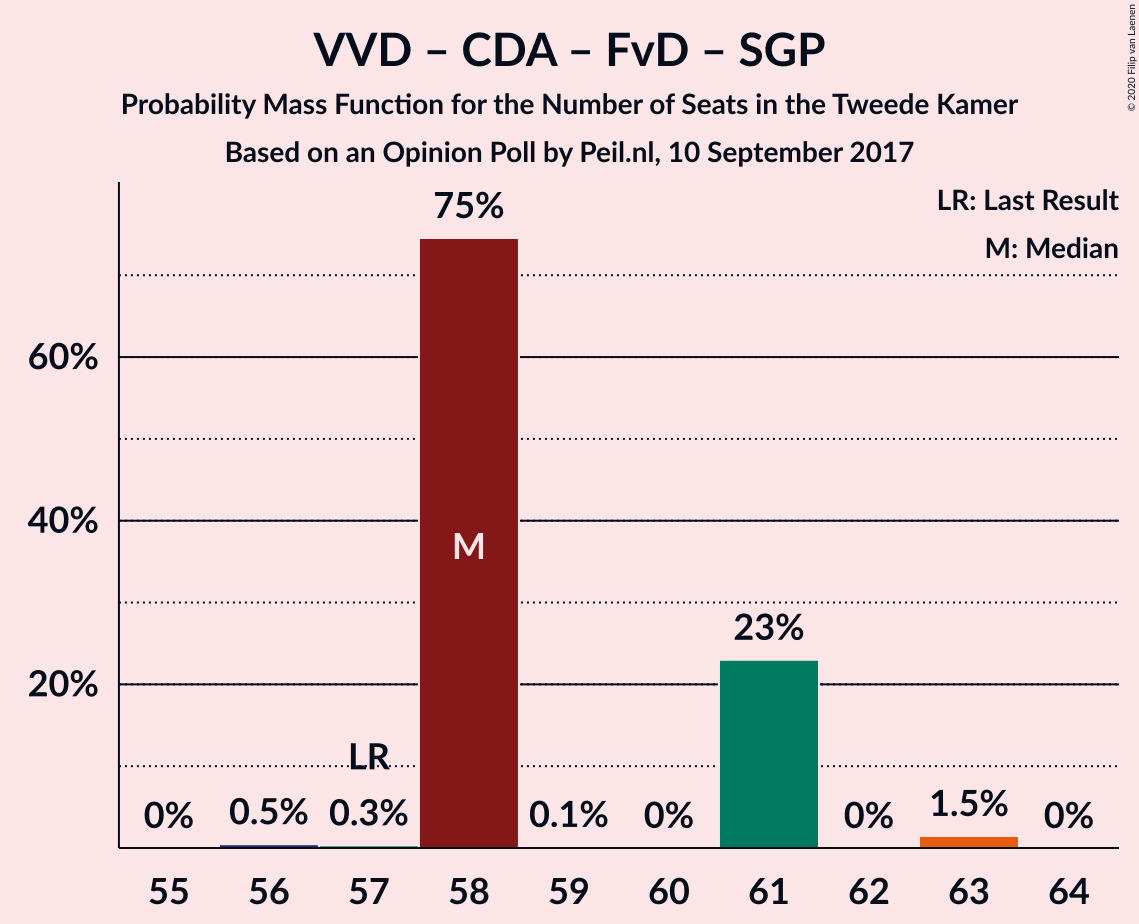 VVD – CDA – FvD – SGP
Probability Mass Function for the Number of Seats in the Tweede Kamer
Based on an Opinion Poll by Peil.nl, 10 September 2017
© 2020 Filip van Laenen
LR: Last Result
M: Median
75%
60%
40%
M
23%
20%
LR
0% 0.5% 0.3% 0.1% 0% 0% 1.5% 0%
55 56 57 58 59 60 61 62 63 64